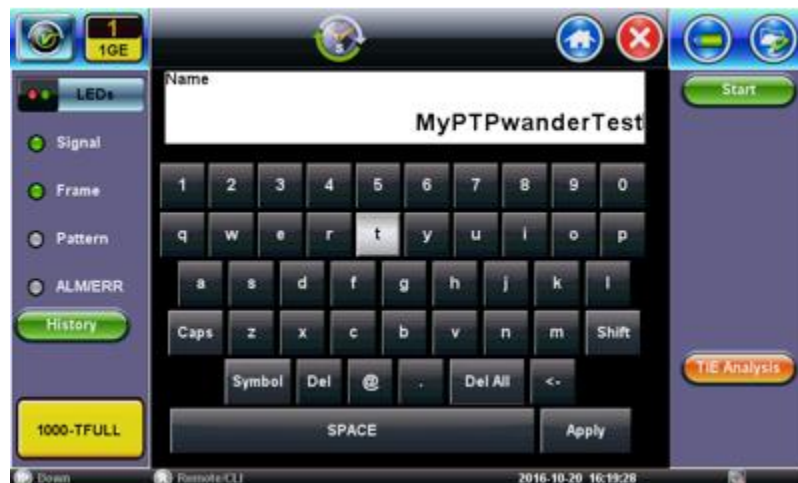 1
1GE
S
LEDs
Signal
Frame
Pattern
ALM/ERR
History
1000-TFULL
Name
MyPTPwanderTest
1 2 3 4 5 6 7 8 9 0
q w e r t y u i o p
a s d f g h j k l
Caps z x c b v n m Shift
Symbol Del @ . Del All <-
SPACE Apply
Start
TIE Analysis
Down
Remote/CLI
2016-10-20 16:19:28